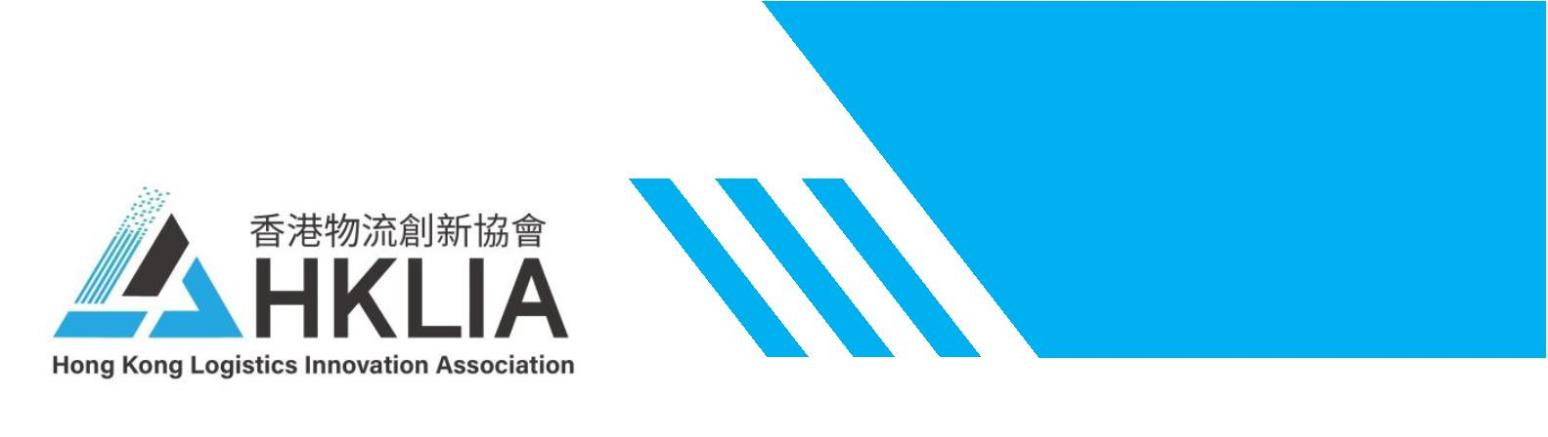 香港物流創新協會
HKLIA
Hong Kong Logistics Innovation Association